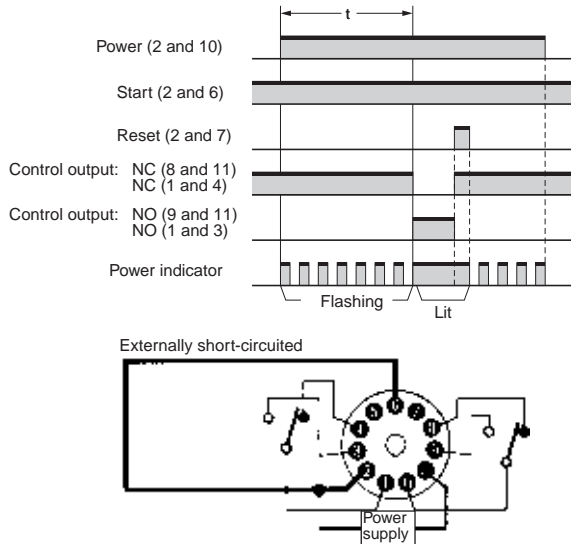 t
Power (2 and 10)
Start (2 and 6)
Reset (2 and 7)
Control output: NC (8 and 11)
NC (1 and 4)
Control output: NO (9 and 11)
NO (1 and 3)
Power indicator
Flashing
Lit
Externally short-circuited
Power
supply